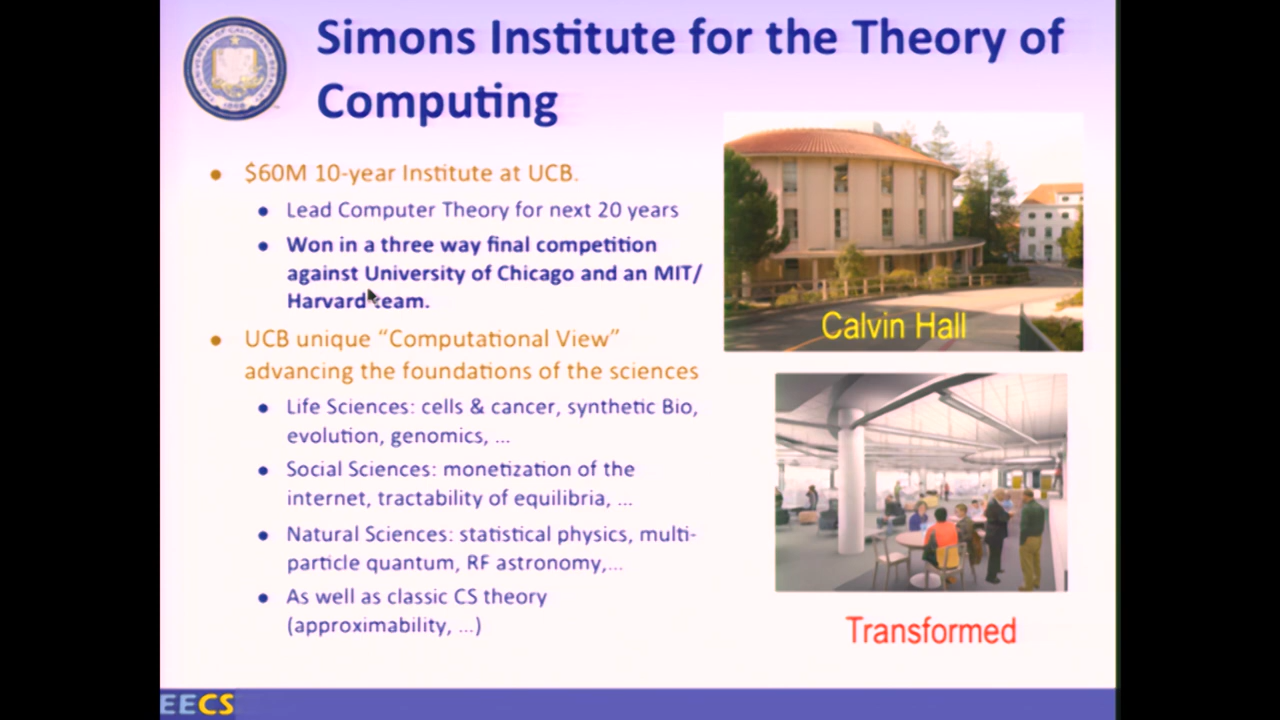 Simons Institute for the Theory of
Computing
$60M 10-year Institute at UCB.
Lead Computer Theory for next 20 years
Won in a three way final competition
against University of Chicago and an MIT/
Harvard team.
UCB unique “Computational View”
advancing the foundations of the sciences
Life Sciences: cells & cancer, synthetic Bio,
evolution, genomics, ...
Social Sciences: monetization of the
internet, tractability of equilibria, ...
Natural Sciences: statistical physics, multi-
particle quantum, RF astronomy,...
As well as classic CS theory
(approximability, ...)
Calvin Hall
Transformed
EECS